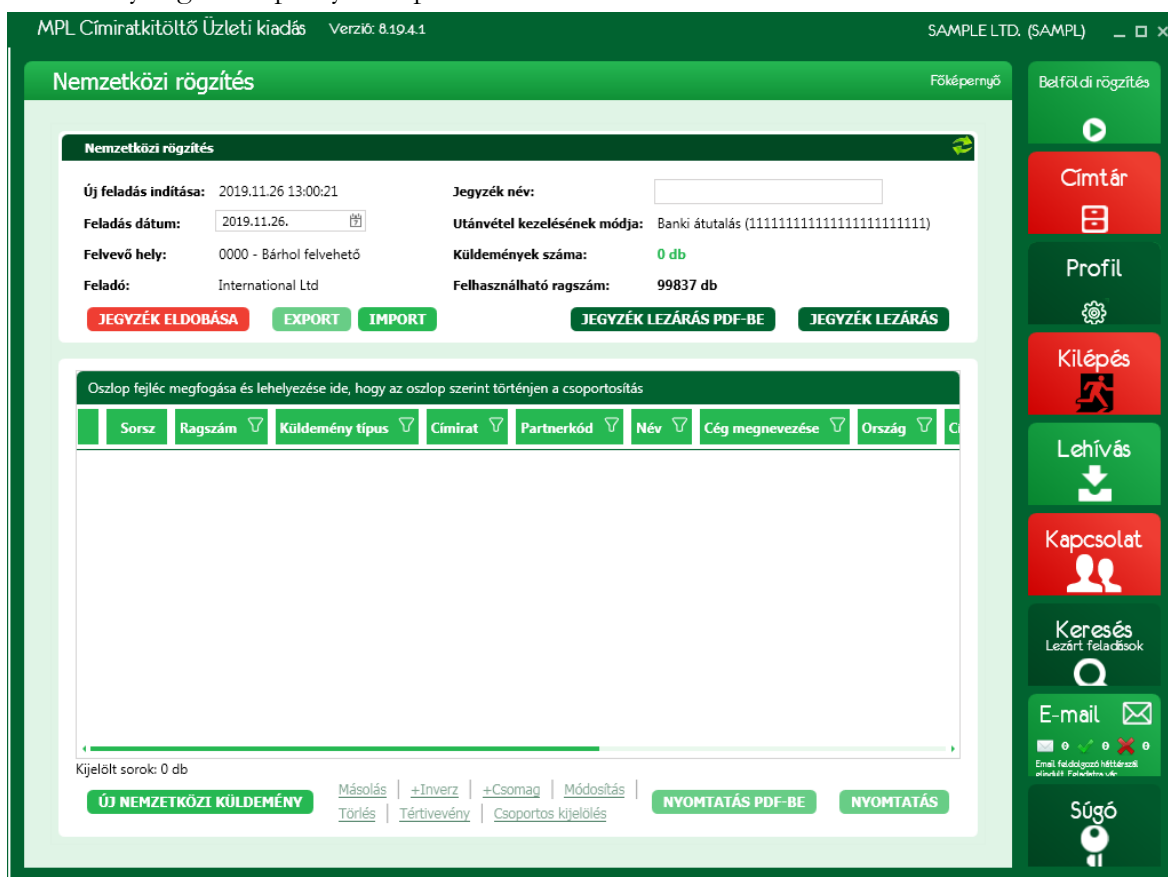 MPL Címiratkitöltő Üzleti kiadás Verzió: 8.19.4.1 SAMPLE LTD. (SAMPL)
Nemzetközi rögzítés Főképernyő
Belföldi rögzítés
Nemzetközi rögzítés
Új feladás indítása: 2019.11.26 13:00:21 Jegyzék név:
Feladás dátum: 2019.11.26. Utánvétel kezelésének módja: Banki átutalás (111111111111111111111111)
Felvevő hely: 0000 - Bárhol felvehető Küldemények száma: 0 db
Feladó: International Ltd Felhasználható ragszám: 99837 db
JEGYZÉK ELDOBÁSA EXPORT IMPORT JEGYZÉK LEZÁRÁS PDF-BE JEGYZÉK LEZÁRÁS
Oszlop fejléc megfogása és lehelyezése ide, hogy az oszlop szerint történjen a csoportosítás
Sorsz Ragszám Küldemény típus Címirat Partnerkód Név Cég megnevezése Ország
Kijelölt sorok: 0 db
ÚJ NEMZETKÖZI KÜLDEMÉNY
Másolás | +Inverz | +Csomag | Módosítás |
Törlés | Tértivevény | Csoportos kijelölés
NYOMTATÁS PDF-BE NYOMTATÁS
Címtár
Profil
Kilépés
Lehívás
Kapcsolat
Keresés
Lezárt feladások
E-mail
0 0 0
Email feldolgozó háttérszál
elindult Feladatra vár
Súgó